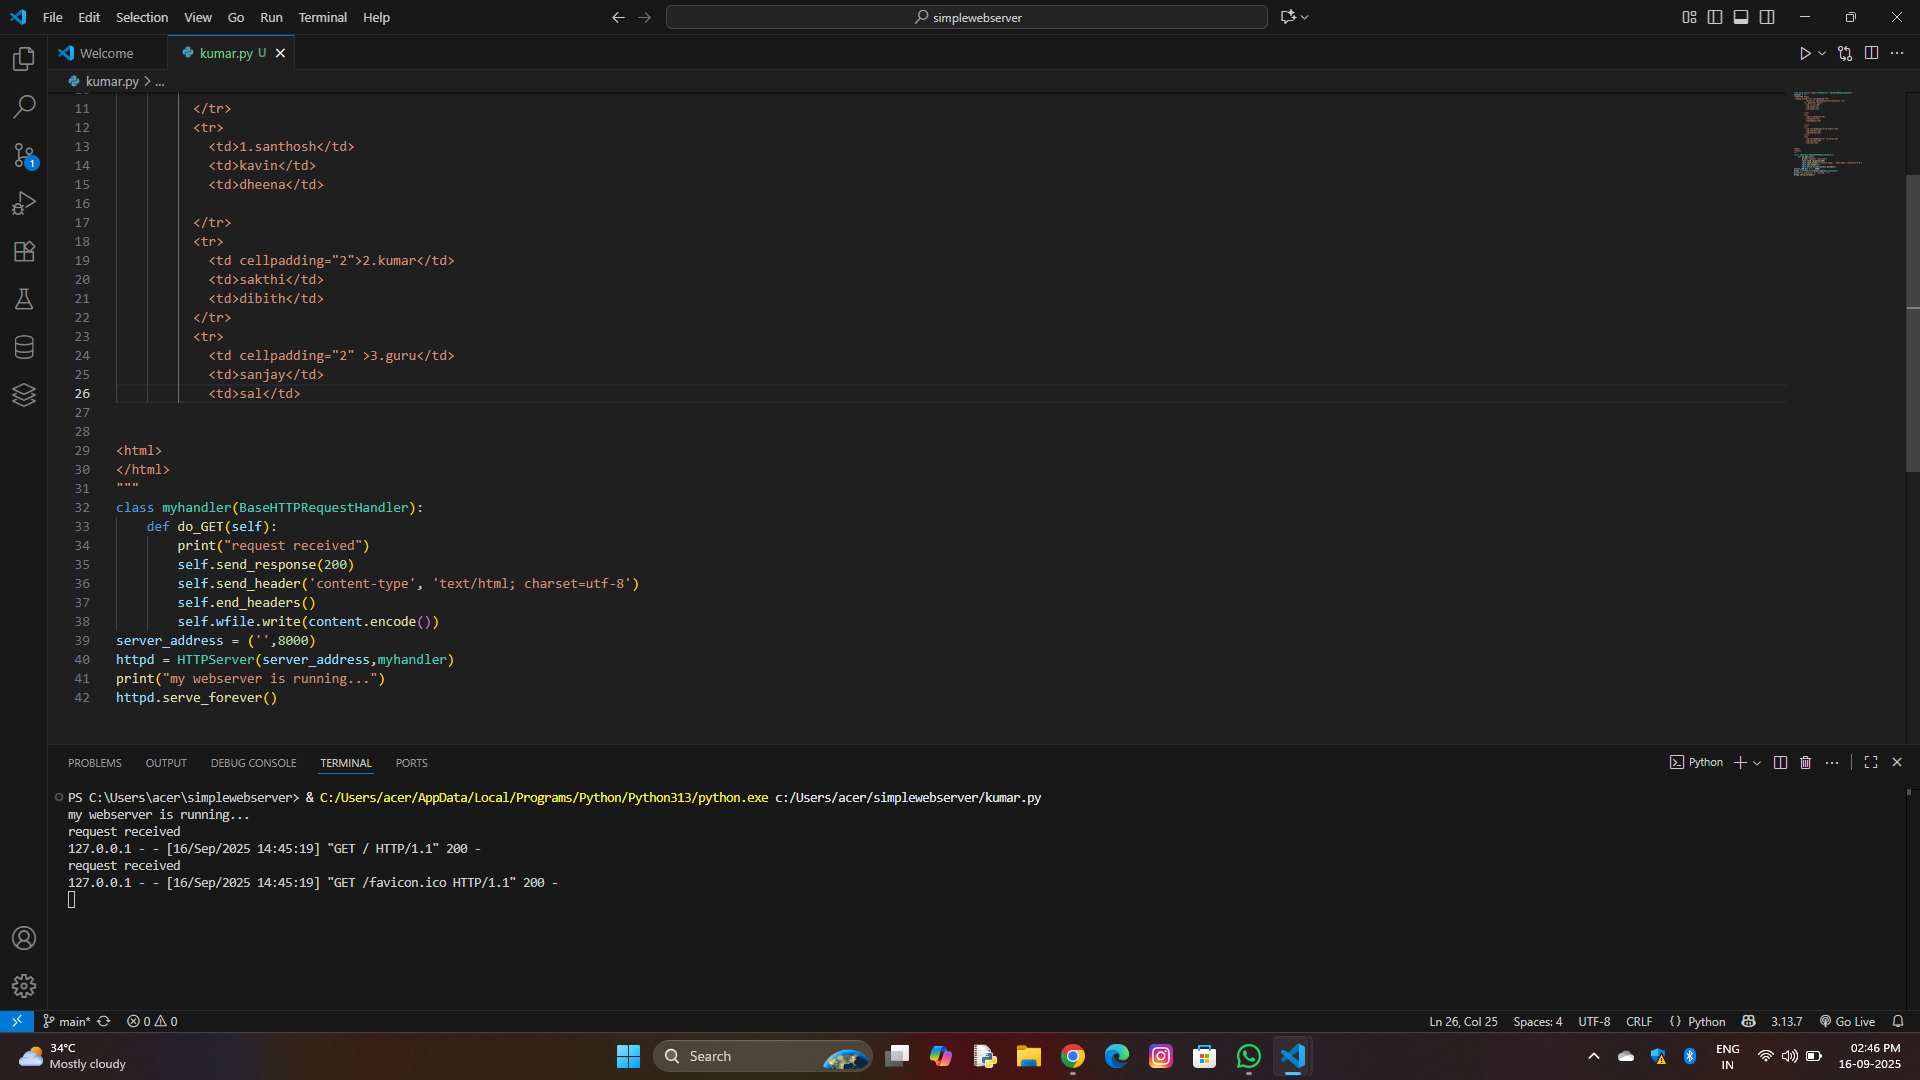 File Edit Selection View Go Run Terminal Help
simplewebserver
Welcome
kumar.py U
kumar.py > ...
11 </tr>
12 <tr>
13 <td>1.santhosh</td>
14 <td>kavin</td>
15 <td>dheena</td>
16
17 </tr>
18 <tr>
19 <td cellpadding="2">2.kumar</td>
20 <td>sakthi</td>
21 <td>dibith</td>
22 </tr>
23 <tr>
24 <td cellpadding="2" >3.guru</td>
25 <td>sanjay</td>
26 <td>sal</td>
27
28
29 <html>
30 </html>
31 """
32 class myhandler(BaseHTTPRequestHandler):
33 def do_GET(self):
34 print("request received")
35 self.send_response(200)
36 self.send_header('content-type', 'text/html; charset=utf-8')
37 self.end_headers()
38 self.wfile.write(content.encode())
39 server_address = ('',8000)
40 httpd = HTTPServer(server_address,myhandler)
41 print("my webserver is running...")
42 httpd.serve_forever()
PROBLEMS OUTPUT DEBUG CONSOLE TERMINAL PORTS
Python
PS C:\Users\acer\simplewebserver> & C:/Users/acer/AppData/Local/Programs/Python/Python313/python.exe c:/Users/acer/simplewebserver/kumar.py
my webserver is running...
request received
127.0.0.1 - - [16/Sep/2025 14:45:19] "GET / HTTP/1.1" 200 -
request received
127.0.0.1 - - [16/Sep/2025 14:45:19] "GET /favicon.ico HTTP/1.1" 200 -
1
main* 0 0
Ln 26, Col 25 Spaces: 4 UTF-8 CRLF {} Python 3.13.7 Go Live
34°C
Mostly cloudy
Search
ENG
IN
02:46 PM
16-09-2025